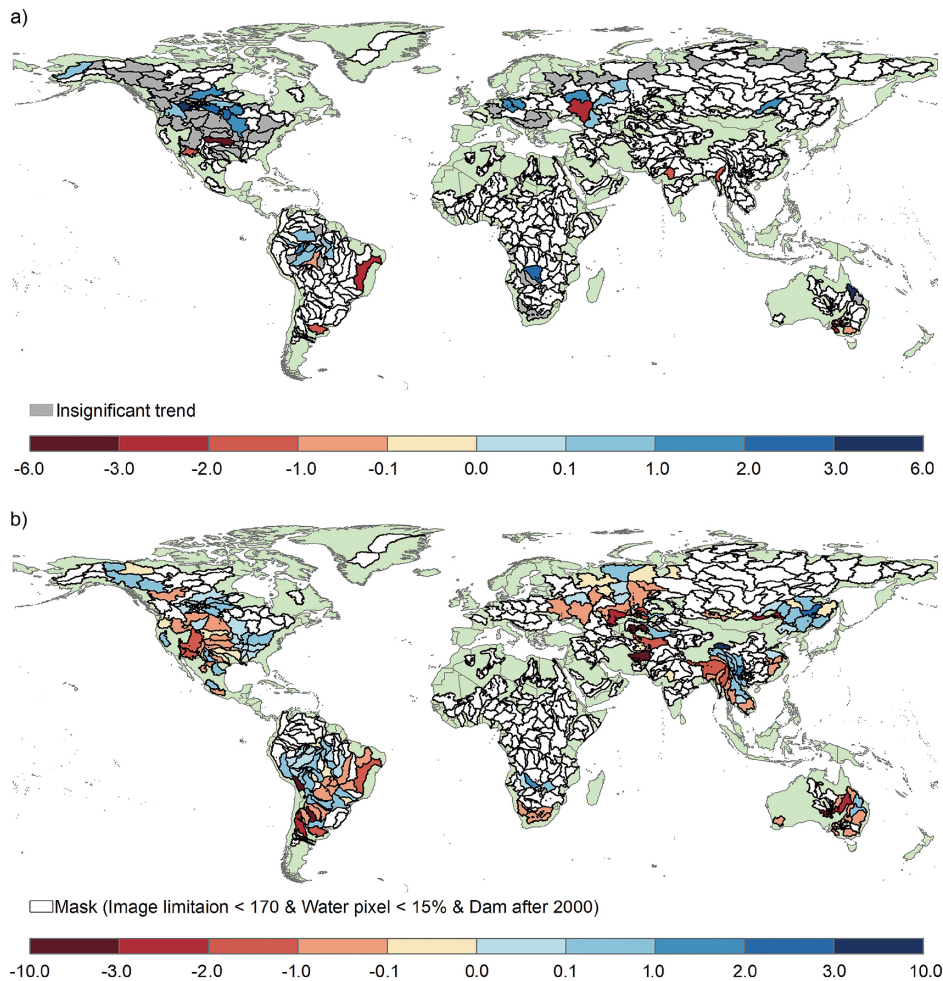 a)
Insignificant trend
-6.0 -3.0 -2.0 -1.0 -0.1 0.0 0.1 1.0 2.0 3.0 6.0
b)
Mask (Image limitaion < 170 & Water pixel < 15% & Dam after 2000)
-10.0 -3.0 -2.0 -1.0 -0.1 0.0 0.1 1.0 2.0 3.0 10.0